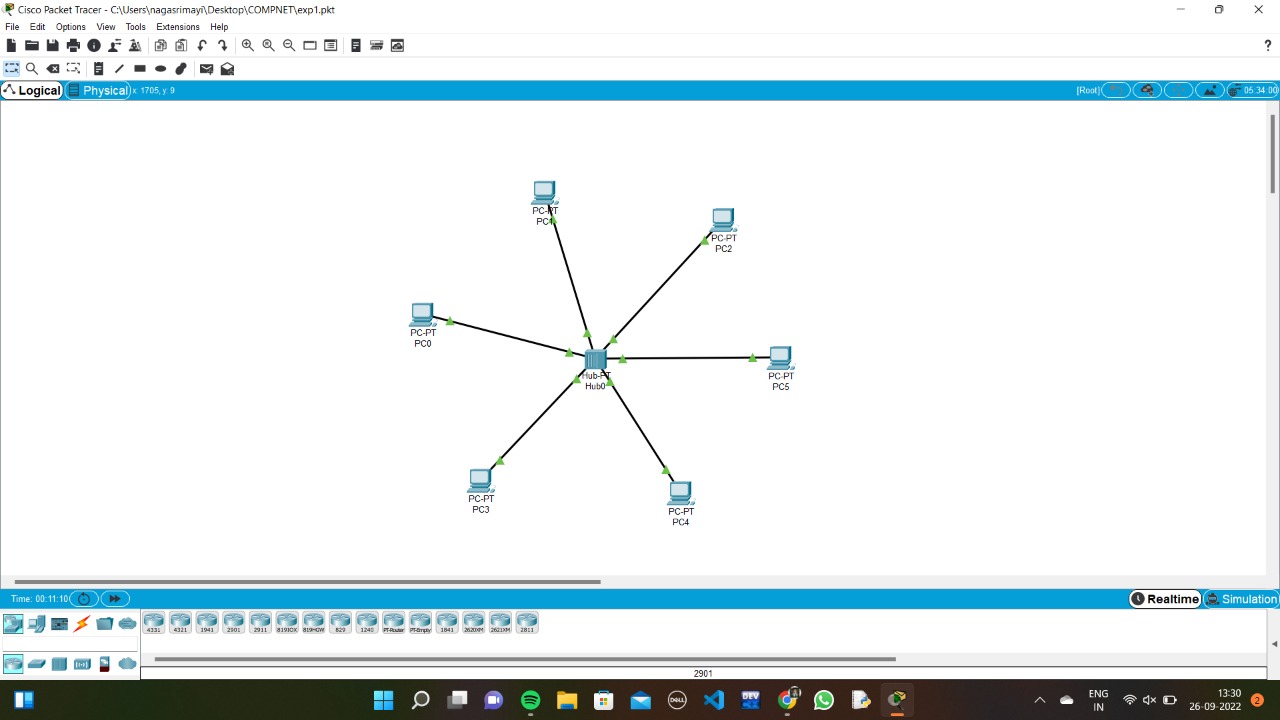 Cisco Packet Tracer - C:\Users\nagasrimayi\Desktop\COMPNET\exp1.pkt
File Edit Options View Tools Extensions Help
?
Logical Physical x: 1705, y: 9 [Root] 05:34:00
PC-PT
PC1
PC-PT
PC2
PC-PT
PC0
Hub-PT
Hub0
PC-PT
PC5
PC-PT
PC3
PC-PT
PC4
Time: 00:11:10 Realtime Simulation
4331 4321 1941 2901 2911 819IOX 819HGW 829 1240 PT-Router PT-Empty 1841 2620XM 2621XM 2811
2901
DELL DEV ENG 13:30
IN 26-09-2022 2